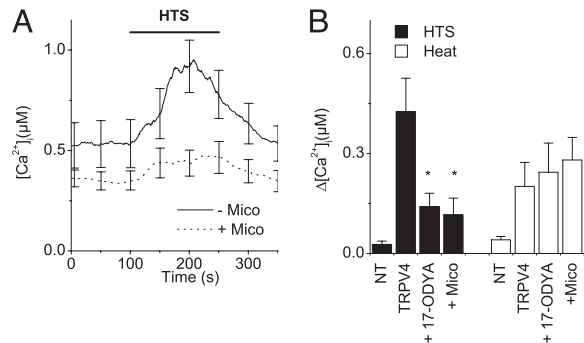 A
HTS
1.0
0.5
0.0
[Ca²⁺]ᵢ(μM)
- Mico
+ Mico
0
100
200
300
Time (s)
B
HTS
Heat
0.6
0.3
0.0
Δ[Ca²⁺]ᵢ(μM)
*
*
NT
TRPV4
+ 17-ODYA
+ Mico
NT
TRPV4
+ 17-ODYA
+Mico